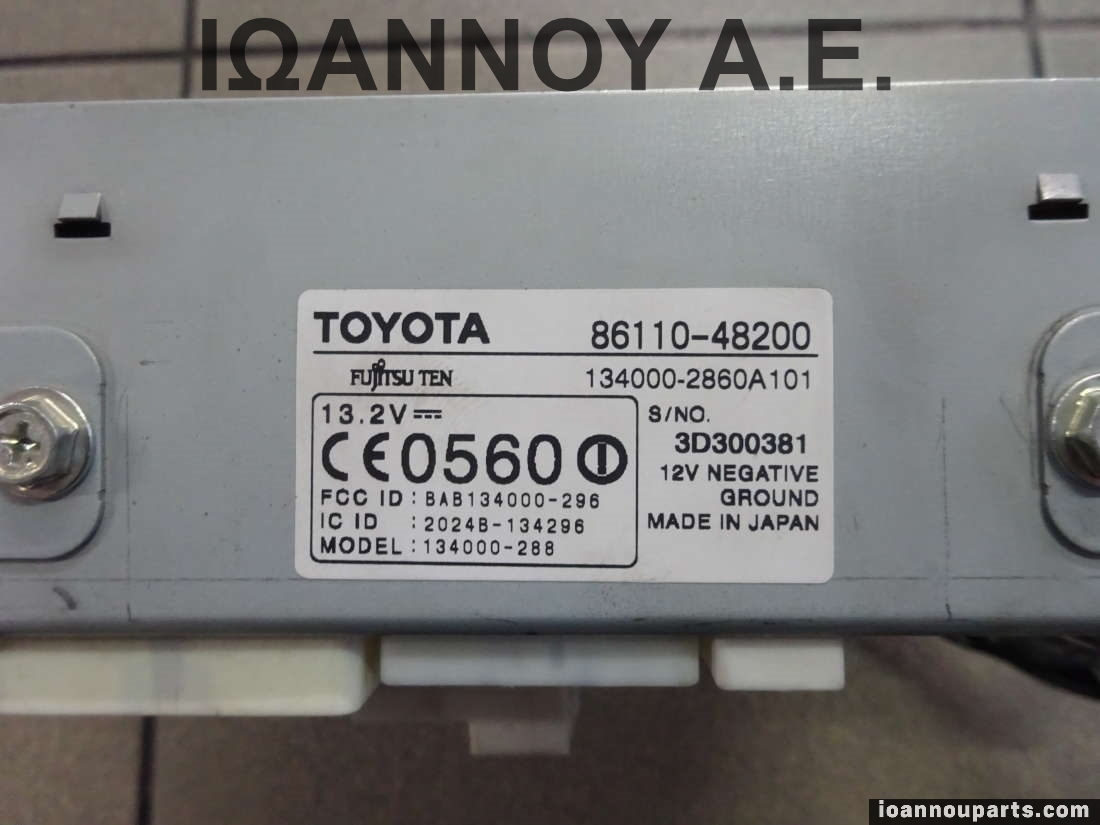 ΙΩΑΝΝΟΥ Α.Ε.
TOYOTA 86110-48200
FUJITSU TEN 134000-2860A101
13.2V S/NO.
CE0560 3D300381
12V NEGATIVE
FCC ID : BAB134000-296 GROUND
IC ID : 2024B-134296 MADE IN JAPAN
MODEL : 134000-288
ioannouparts.com